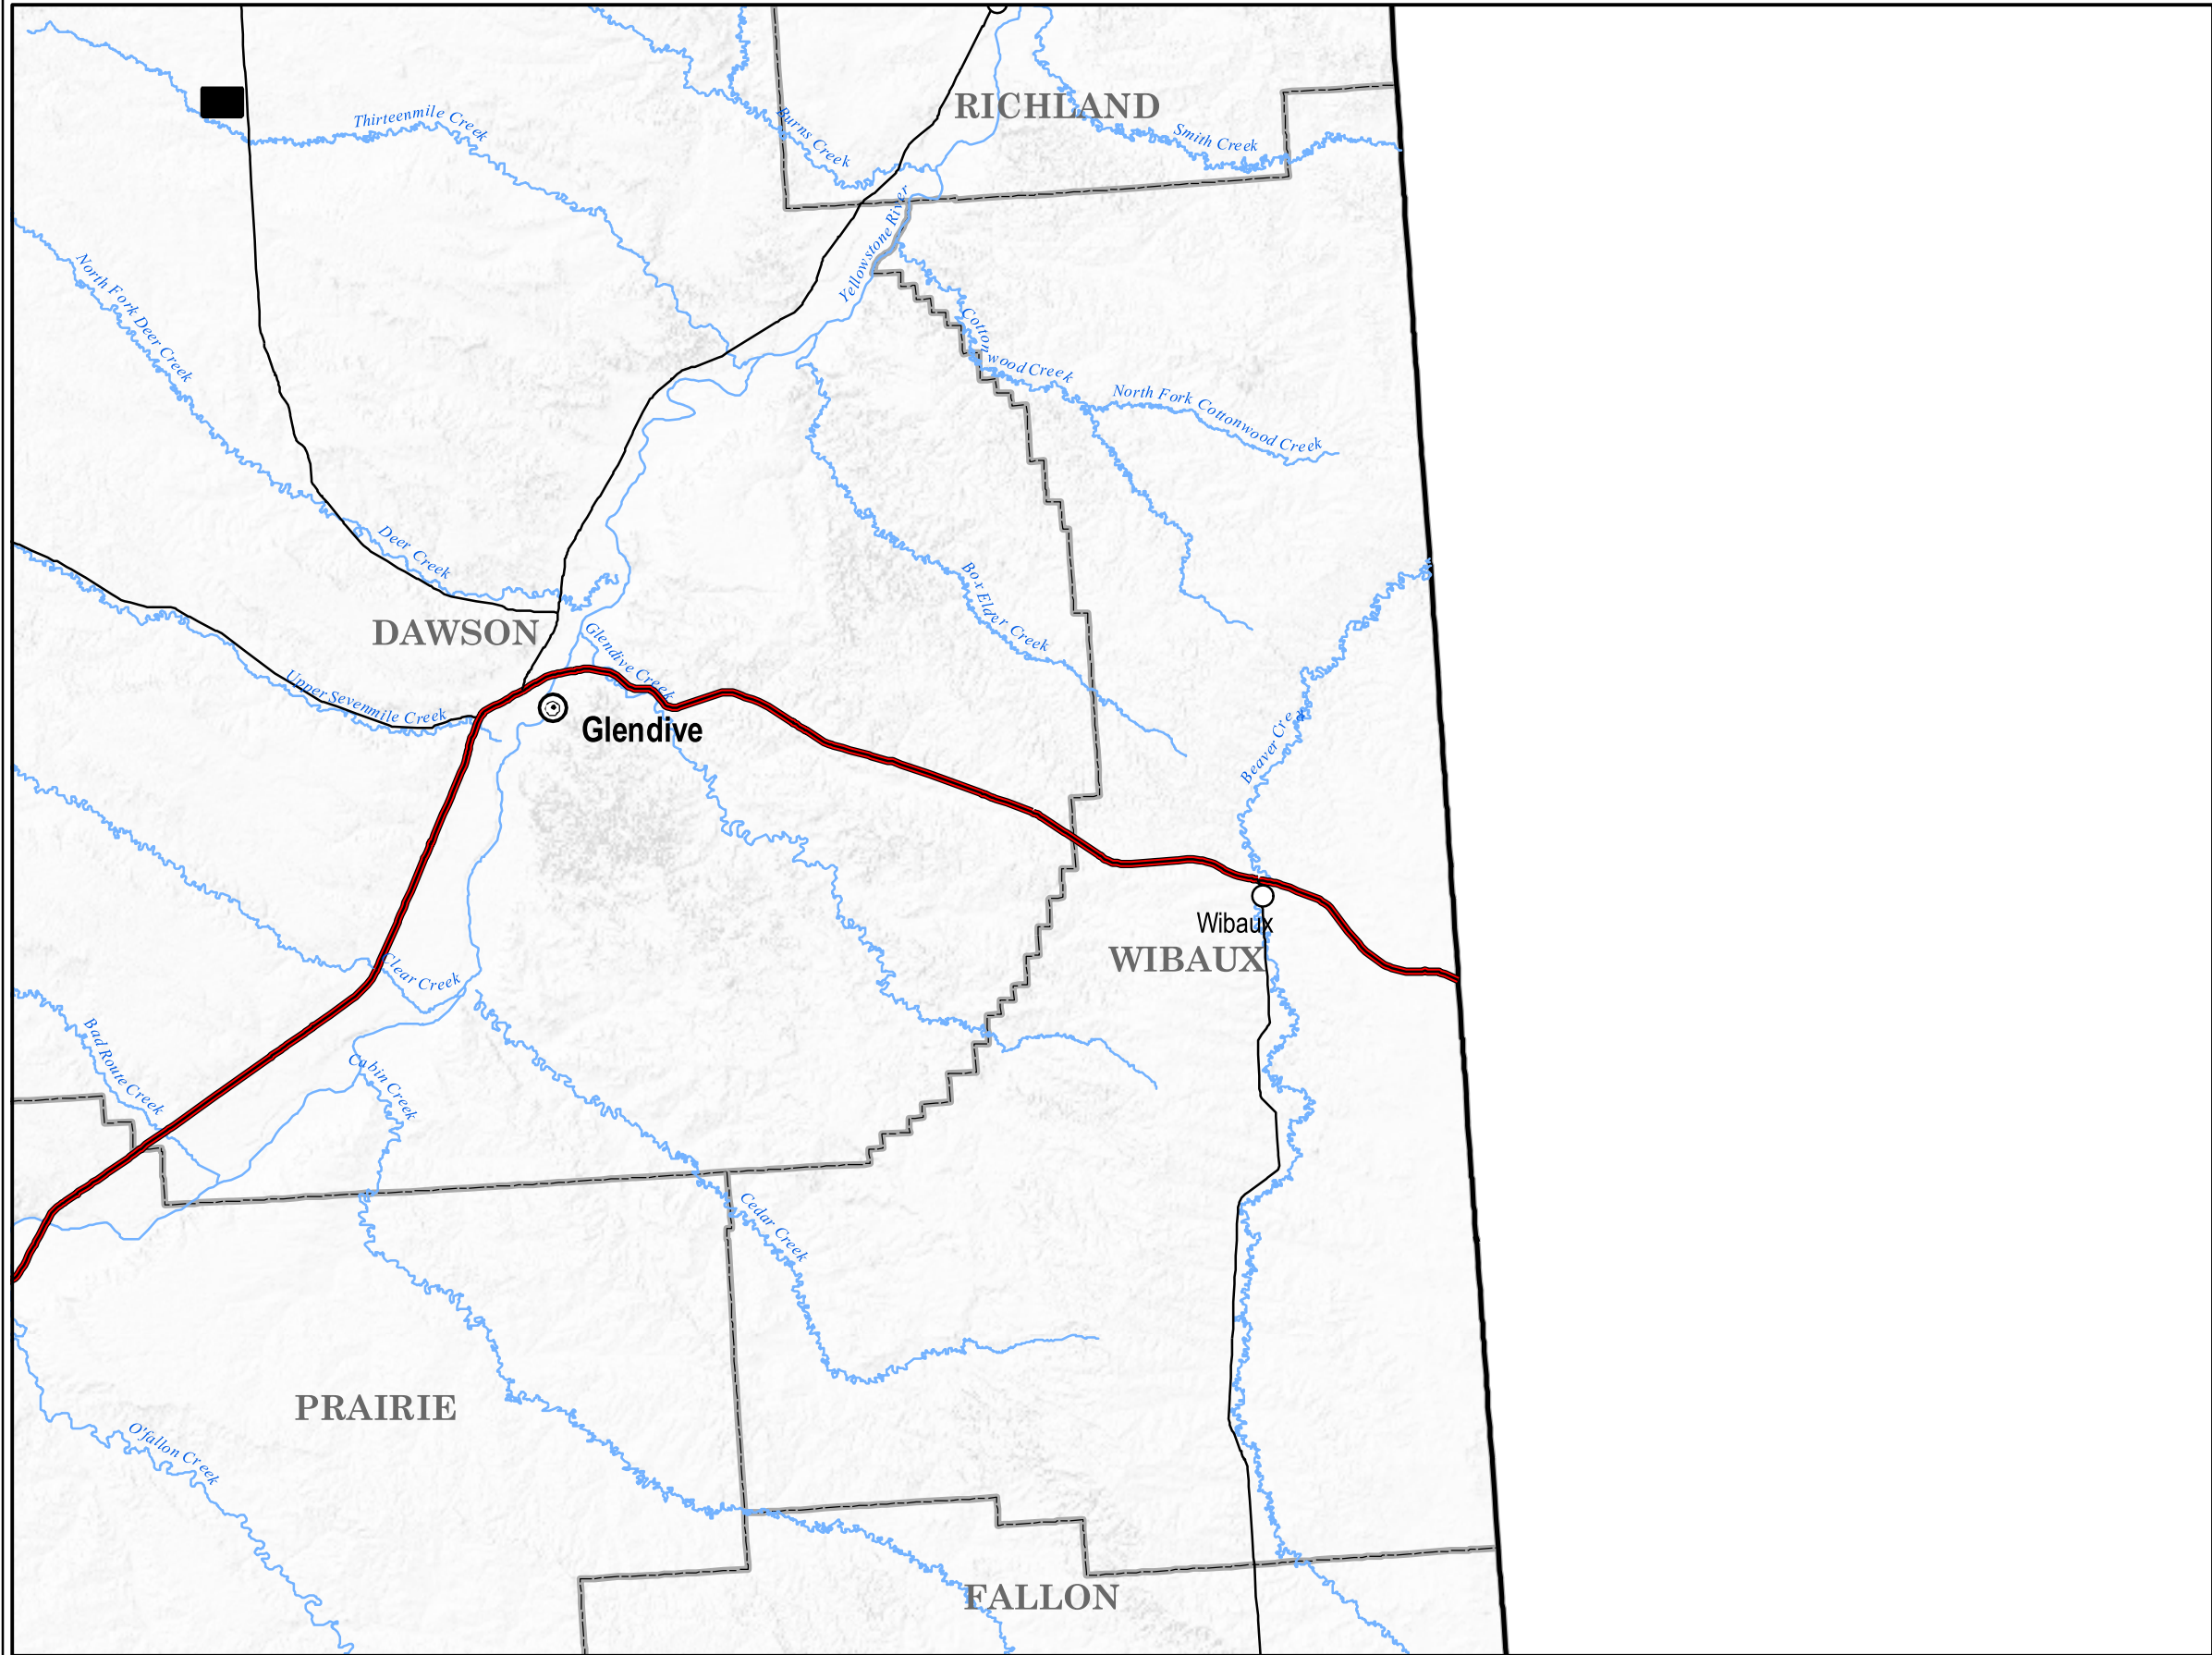 RICHLAND
Thirteenmile Creek
Burns Creek
Smith Creek
Yellowstone River
North Fork Deer Creek
Cottonwood Creek
North Fork Cottonwood Creek
Deer Creek
Box Elder Creek
DAWSON
Glendive Creek
Upper Sevenmile Creek
Glendive
Beaver Creek
Wibaux
WIBAUX
Clear Creek
Bad Route Creek
Cabin Creek
Cedar Creek
PRAIRIE
O'fallon Creek
FALLON